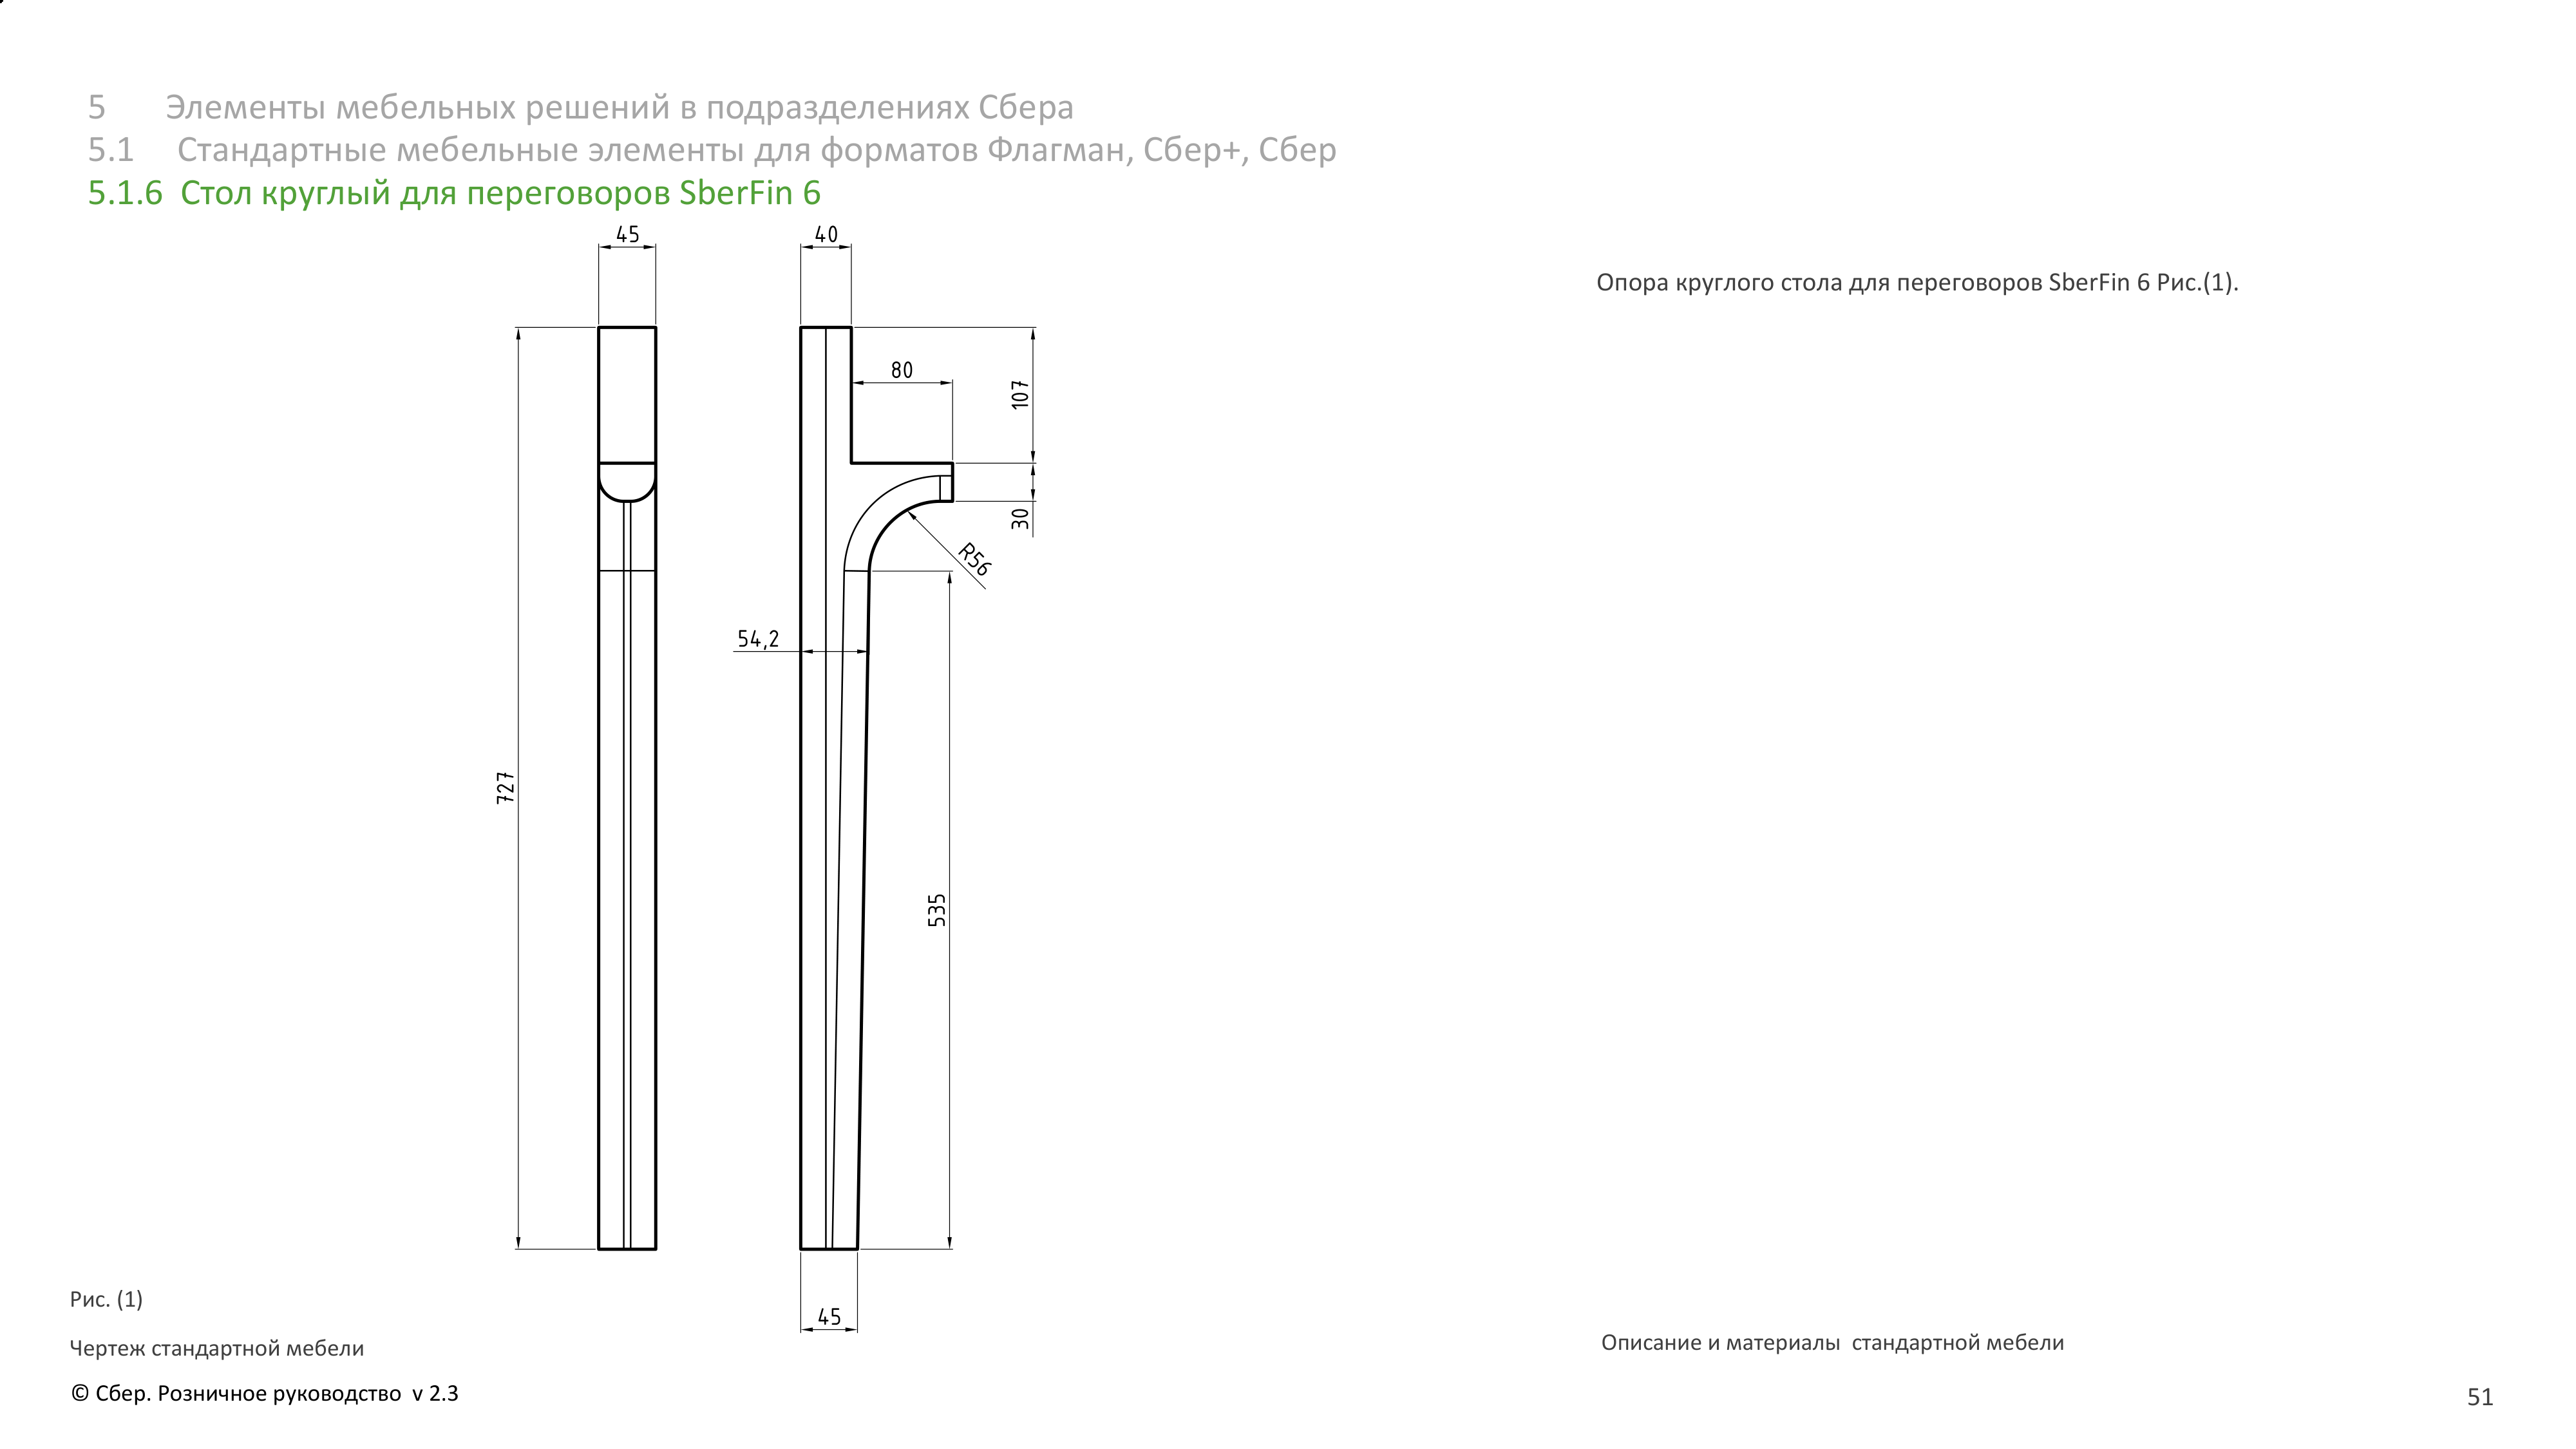 5 Элементы мебельных решений в подразделениях Сбера
5.1 Стандартные мебельные элементы для форматов Флагман, Сбер+, Сбер
5.1.6 Стол круглый для переговоров SberFin 6
45
40
Опора круглого стола для переговоров SberFin 6 Рис.(1).
80
107
30
R56
54,2
727
535
45
Рис. (1)
Чертеж стандартной мебели
Описание и материалы стандартной мебели
© Сбер. Розничное руководство v 2.3
51